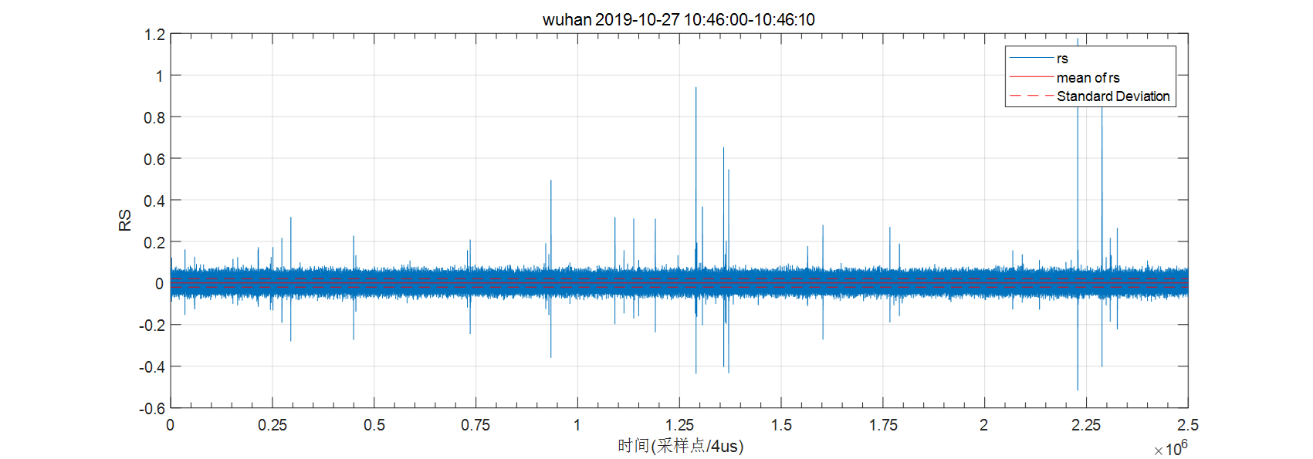 wuhan 2019-10-27 10:46:00-10:46:10
1.2
1
0.8
0.6
0.4
0.2
0
-0.2
-0.4
-0.6
RS
rs
mean of rs
Standard Deviation
0 0.25 0.5 0.75 1 1.25 1.5 1.75 2 2.25 2.5
时间(采样点/4us)
×10⁶